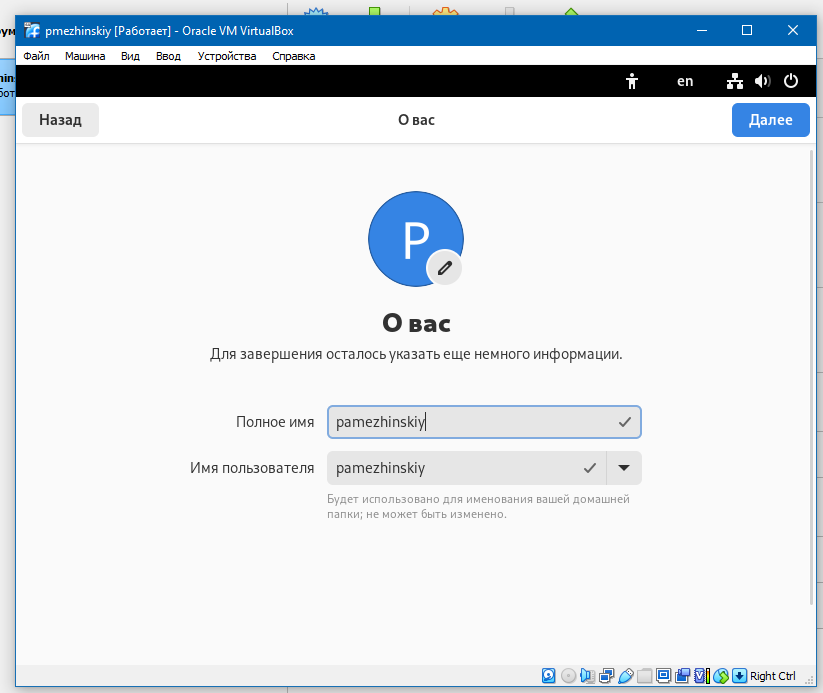 pmezhinskiy [Работает] - Oracle VM VirtualBox
Файл Машина Вид Ввод Устройства Справка
en
Назад О вас Далее
P
О вас
Для завершения осталось указать еще немного информации.
Полное имя pamezhinskiy
Имя пользователя pamezhinskiy
Будет использовано для именования вашей домашней
папки; не может быть изменено.
Right Ctrl